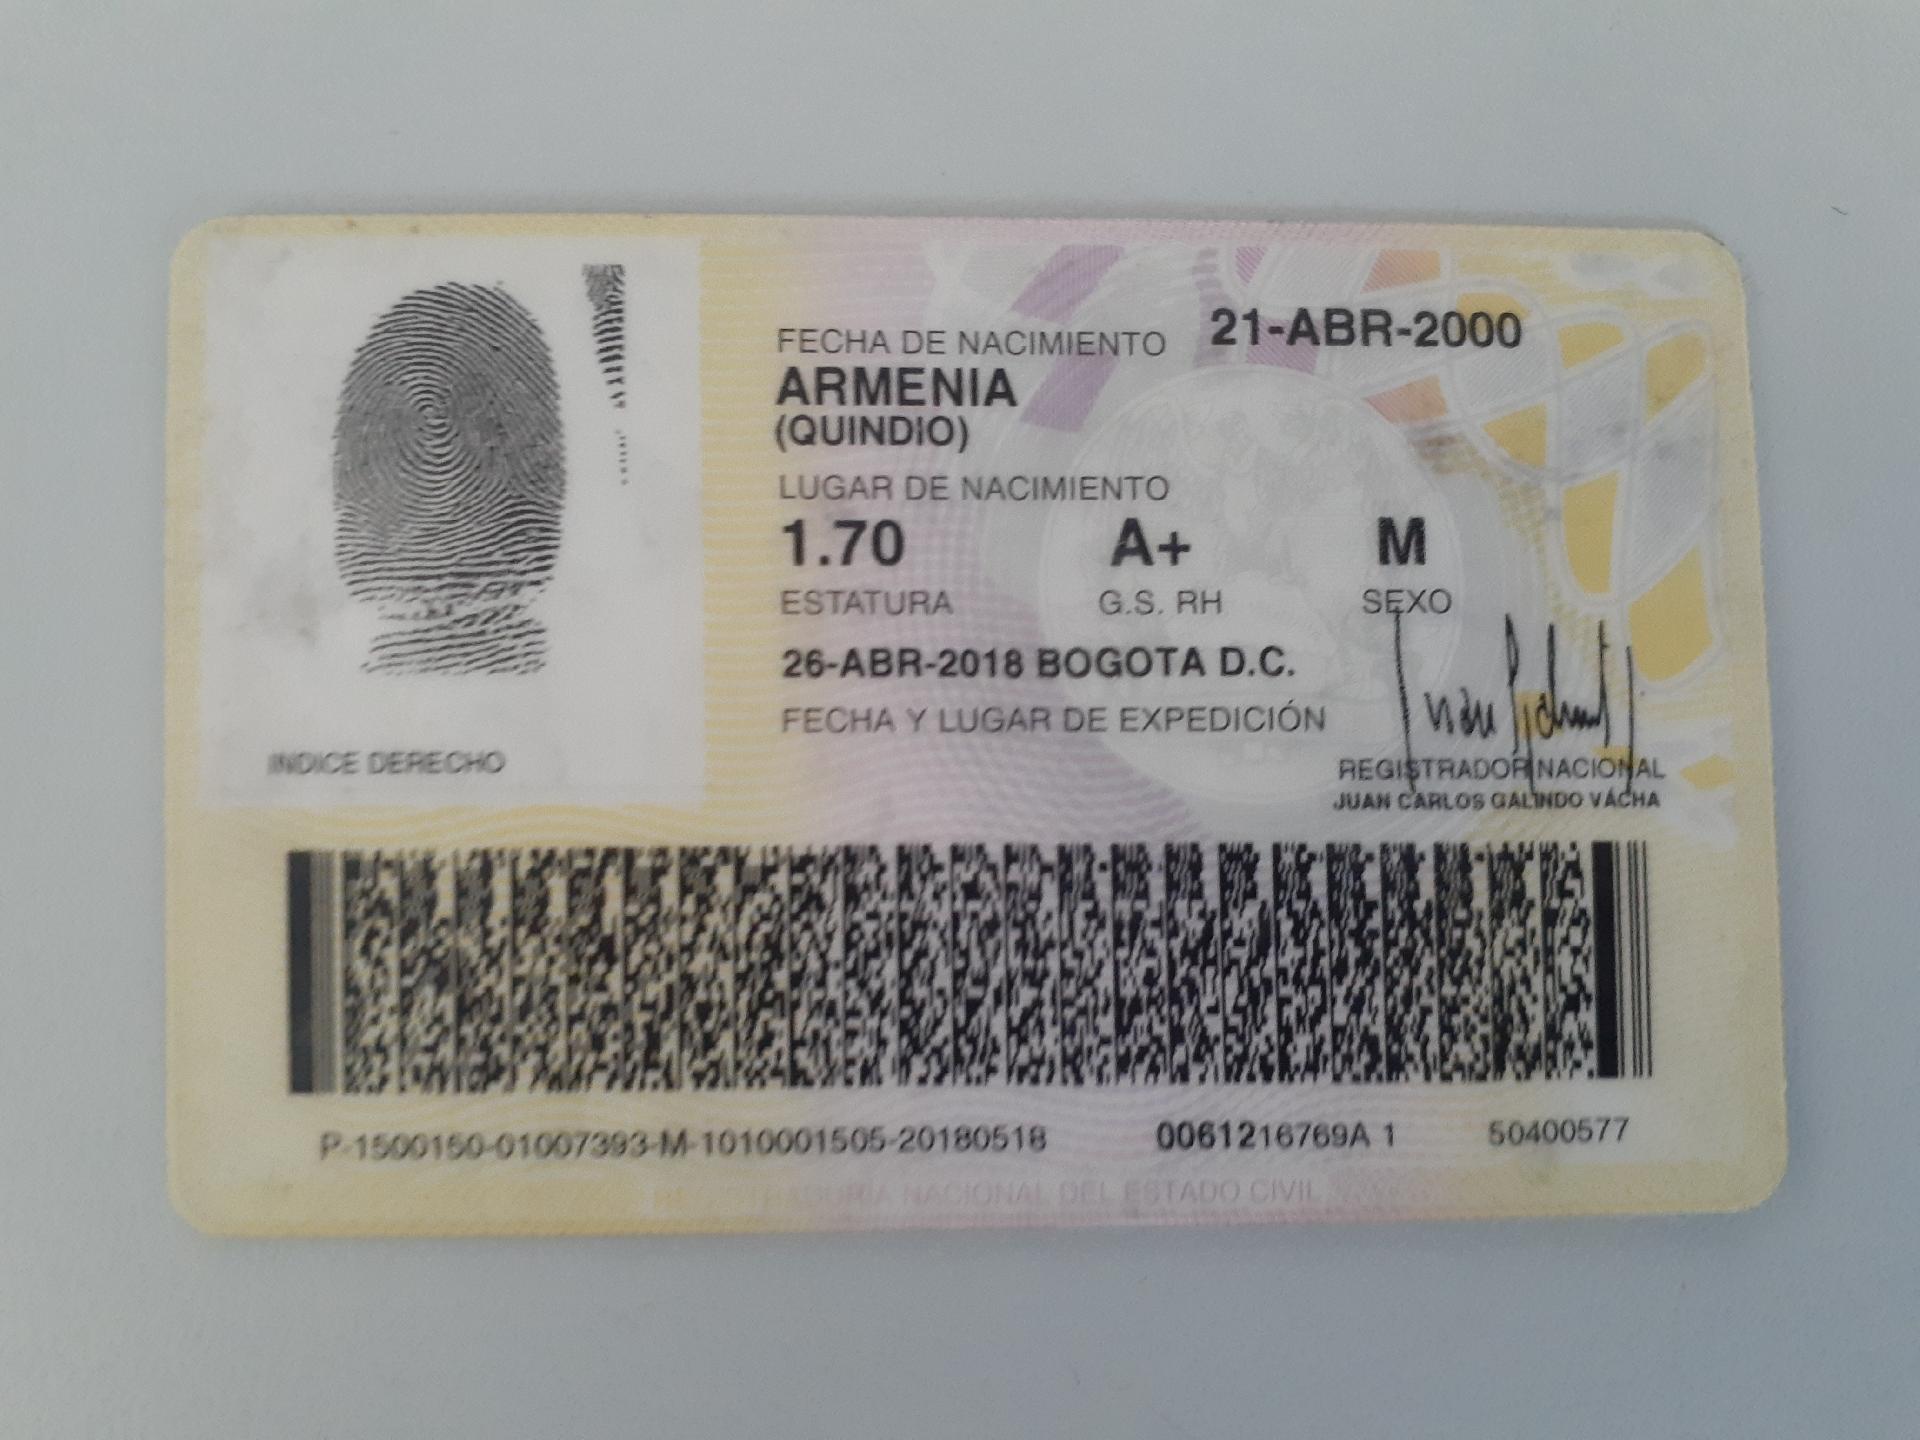 FECHA DE NACIMIENTO 21-ABR-2000
ARMENIA
(QUINDIO)
LUGAR DE NACIMIENTO
1.70 A+ M
ESTATURA G.S. RH SEXO
26-ABR-2018 BOGOTA D.C.
FECHA Y LUGAR DE EXPEDICIÓN
INDICE DERECHO
REGISTRADOR NACIONAL
JUAN CARLOS GALINDO VÁCHA
P-1500150-01007393-M-1010001505-20180518 0061216769A 1 50400577
REGISTRADURIA NACIONAL DEL ESTADO CIVIL